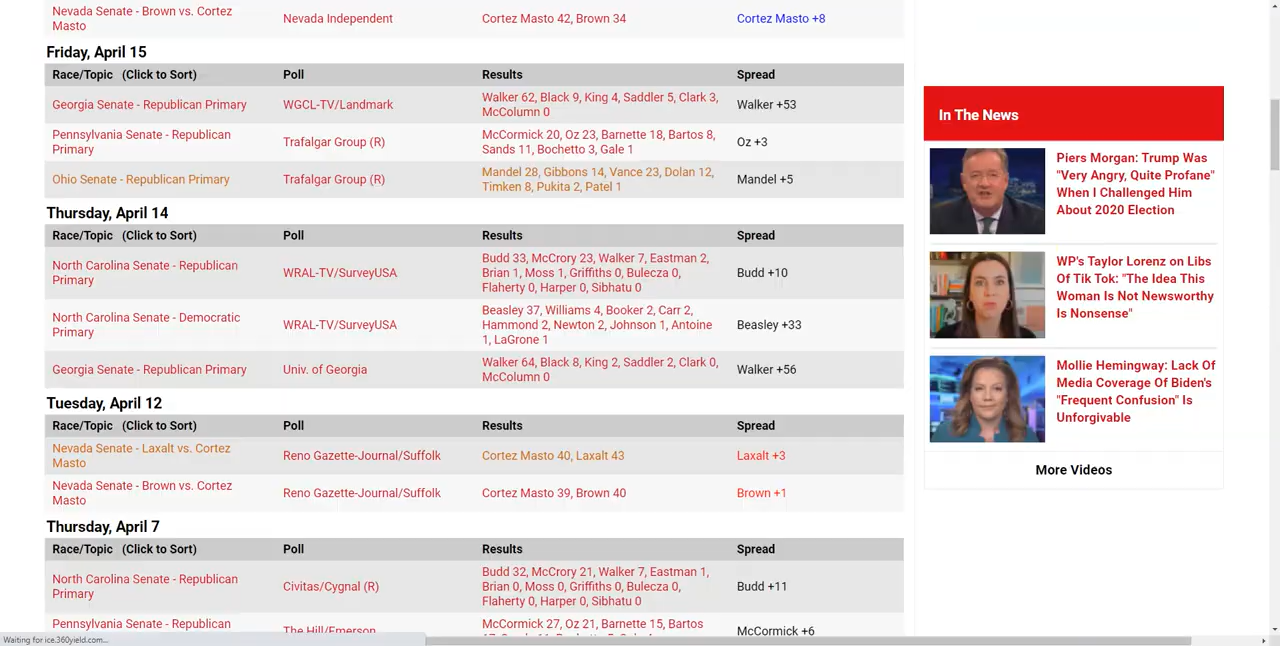 Nevada Senate - Brown vs. Cortez
Masto
Nevada Independent
Cortez Masto 42, Brown 34
Cortez Masto +8
Friday, April 15
Race/Topic (Click to Sort) Poll Results Spread
Georgia Senate - Republican Primary
WGCL-TV/Landmark
Walker 62, Black 9, King 4, Saddler 5, Clark 3,
McColumn 0
Walker +53
Pennsylvania Senate - Republican
Primary
Trafalgar Group (R)
McCormick 20, Oz 23, Barnette 18, Bartos 8,
Sands 11, Bochetto 3, Gale 1
Oz +3
Ohio Senate - Republican Primary
Trafalgar Group (R)
Mandel 28, Gibbons 14, Vance 23, Dolan 12,
Timken 8, Pukita 2, Patel 1
Mandel +5
Thursday, April 14
Race/Topic (Click to Sort) Poll Results Spread
North Carolina Senate - Republican
Primary
WRAL-TV/SurveyUSA
Budd 33, McCrory 23, Walker 7, Eastman 2,
Brian 1, Moss 1, Griffiths 0, Bulecza 0,
Flaherty 0, Harper 0, Sibhatu 0
Budd +10
North Carolina Senate - Democratic
Primary
WRAL-TV/SurveyUSA
Beasley 37, Williams 4, Booker 2, Carr 2,
Hammond 2, Newton 2, Johnson 1, Antoine
1, LaGrone 1
Beasley +33
Georgia Senate - Republican Primary
Univ. of Georgia
Walker 64, Black 8, King 2, Saddler 2, Clark 0,
McColumn 0
Walker +56
Tuesday, April 12
Race/Topic (Click to Sort) Poll Results Spread
Nevada Senate - Laxalt vs. Cortez
Masto
Reno Gazette-Journal/Suffolk
Cortez Masto 40, Laxalt 43
Laxalt +3
Nevada Senate - Brown vs. Cortez
Masto
Reno Gazette-Journal/Suffolk
Cortez Masto 39, Brown 40
Brown +1
Thursday, April 7
Race/Topic (Click to Sort) Poll Results Spread
North Carolina Senate - Republican
Primary
Civitas/Cygnal (R)
Budd 32, McCrory 21, Walker 7, Eastman 1,
Brian 0, Moss 0, Griffiths 0, Bulecza 0,
Flaherty 0, Harper 0, Sibhatu 0
Budd +11
Pennsylvania Senate - Republican
The Hill/Emerson
McCormick 27, Oz 21, Barnette 15, Bartos
McCormick +6
In The News
Piers Morgan: Trump Was
"Very Angry, Quite Profane"
When I Challenged Him
About 2020 Election
WP's Taylor Lorenz on Libs
Of Tik Tok: "The Idea This
Woman Is Not Newsworthy
Is Nonsense"
Mollie Hemingway: Lack Of
Media Coverage Of Biden's
"Frequent Confusion" Is
Unforgivable
More Videos
Waiting for ice.360yield.com...